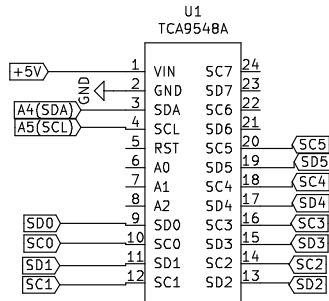 U1
TCA9548A
+5V 1 VIN SC7 24
GND 2 GND SD7 23
A4(SDA) 3 SDA SC6 22
A5(SCL) 4 SCL SD6 21
5 RST SC5 20 SC5
6 A0 SD5 19 SD5
7 A1 SC4 18 SC4
8 A2 SD4 17 SD4
SD0 9 SD0 SC3 16 SC3
SC0 10 SC0 SD3 15 SD3
SD1 11 SD1 SC2 14 SC2
SC1 12 SC1 SD2 13 SD2